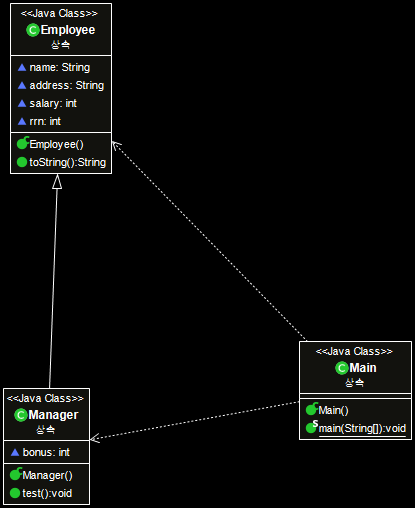 <<Java Class>>
Employee
상속
name: String
address: String
salary: int
rrn: int
Employee()
toString():String
<<Java Class>>
Main
상속
Main()
main(String[]):void
<<Java Class>>
Manager
상속
bonus: int
Manager()
test():void